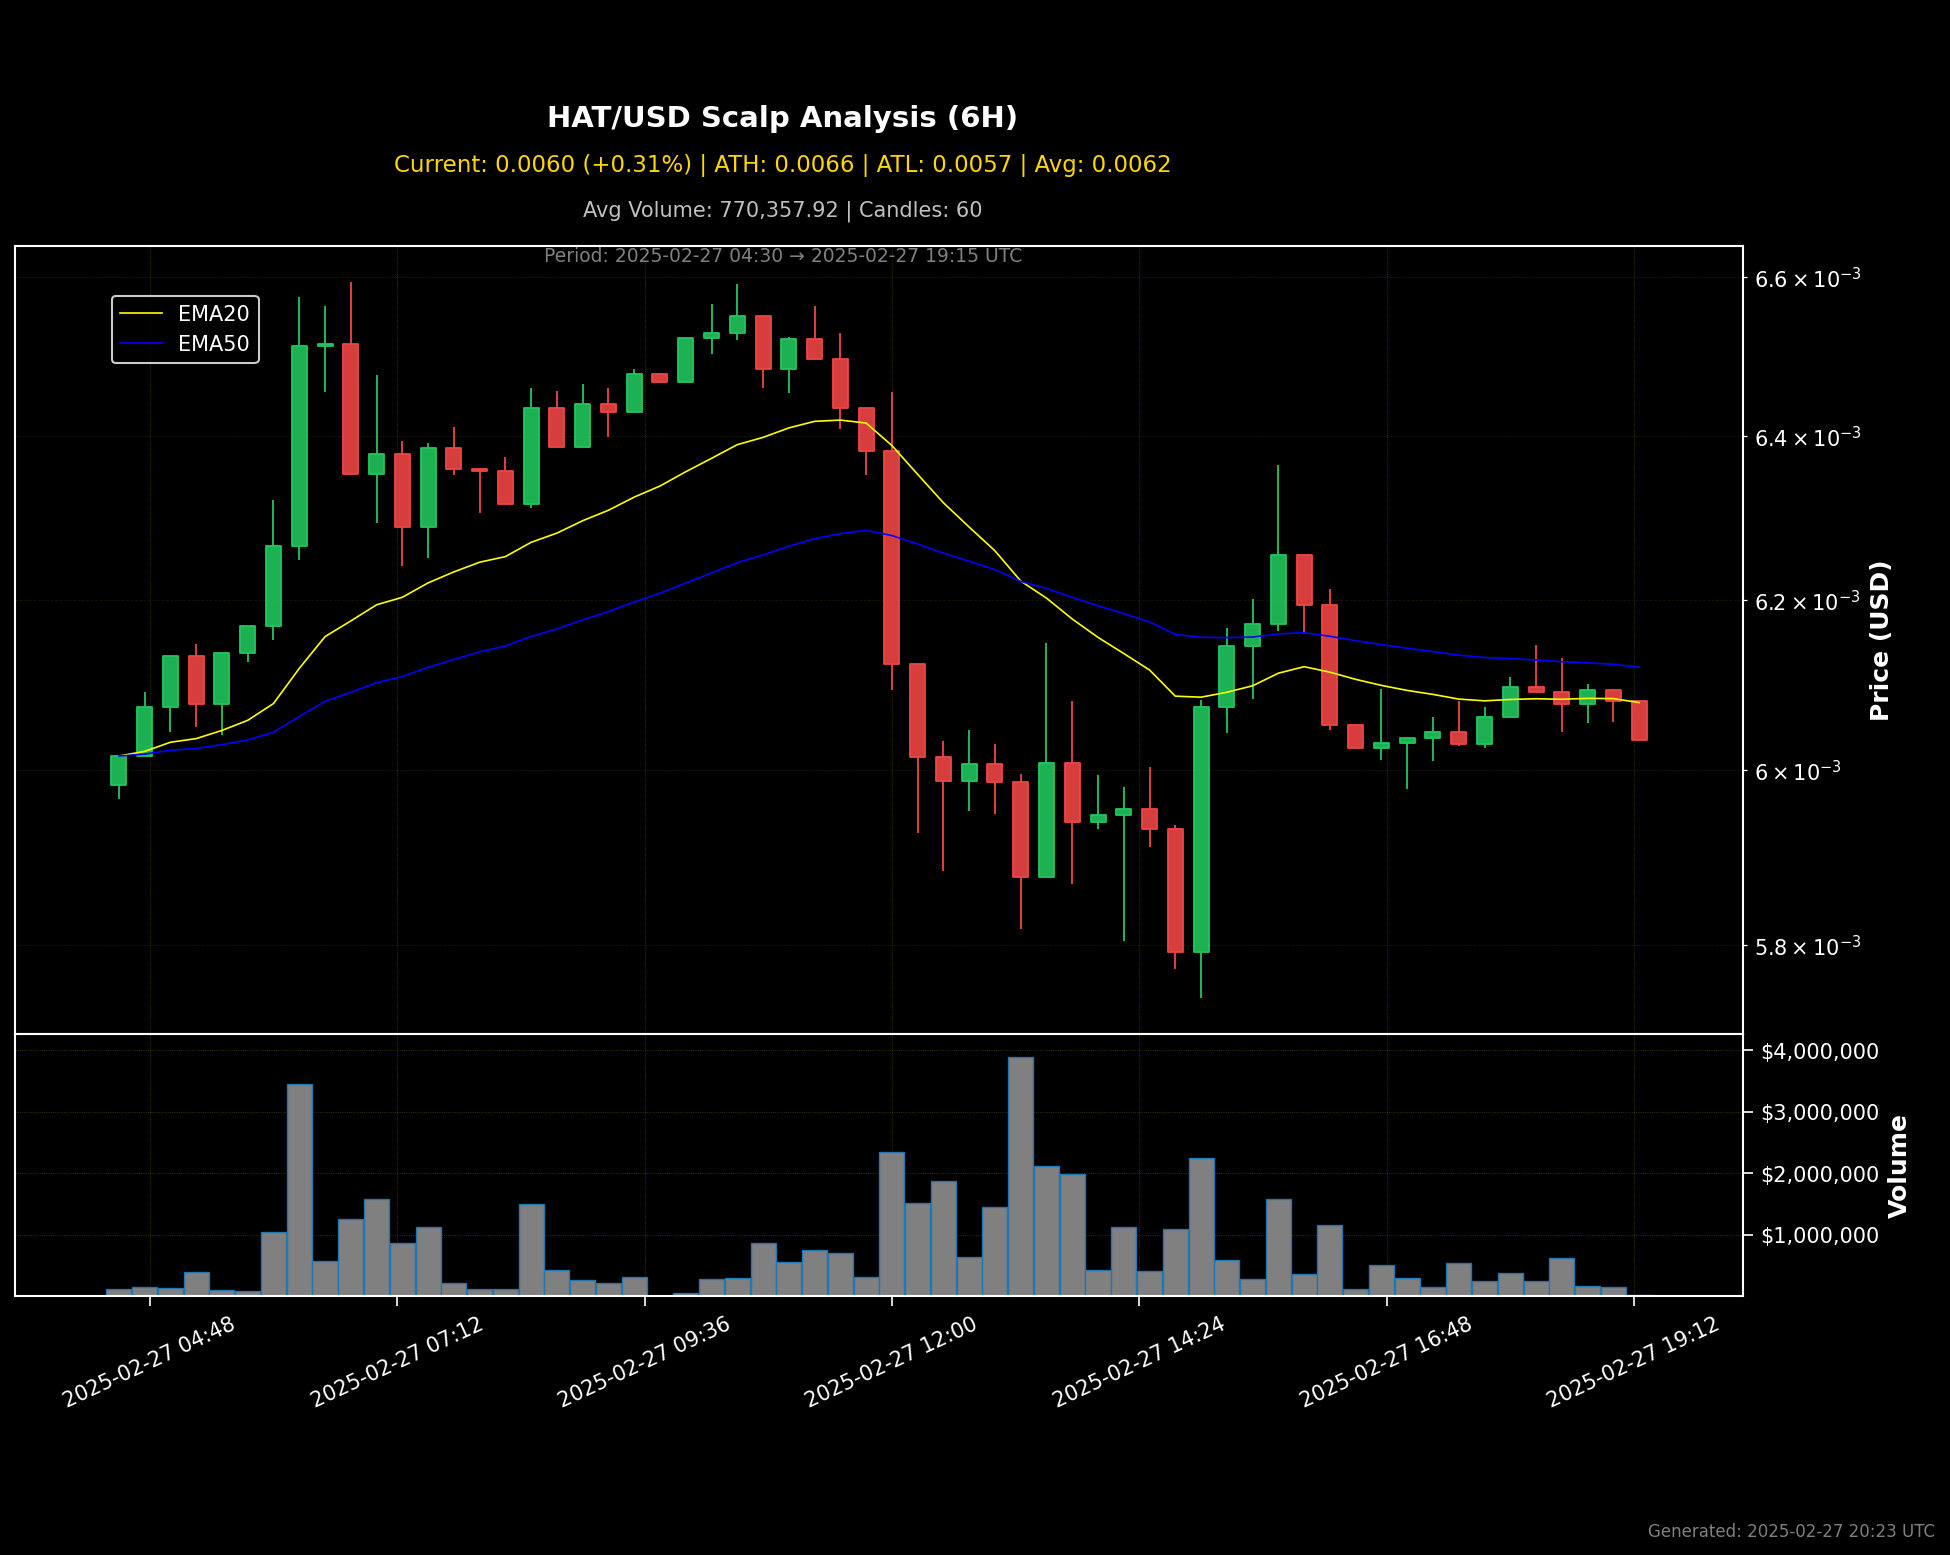 HAT/USD Scalp Analysis (6H)
Current: 0.0060 (+0.31%) | ATH: 0.0066 | ATL: 0.0057 | Avg: 0.0062
Avg Volume: 770,357.92 | Candles: 60
Period: 2025-02-27 04:30 → 2025-02-27 19:15 UTC
EMA20
EMA50
6.6 × 10⁻³
6.4 × 10⁻³
6.2 × 10⁻³
6 × 10⁻³
5.8 × 10⁻³
Price (USD)
$4,000,000
$3,000,000
$2,000,000
$1,000,000
Volume
2025-02-27 04:48
2025-02-27 07:12
2025-02-27 09:36
2025-02-27 12:00
2025-02-27 14:24
2025-02-27 16:48
2025-02-27 19:12
Generated: 2025-02-27 20:23 UTC